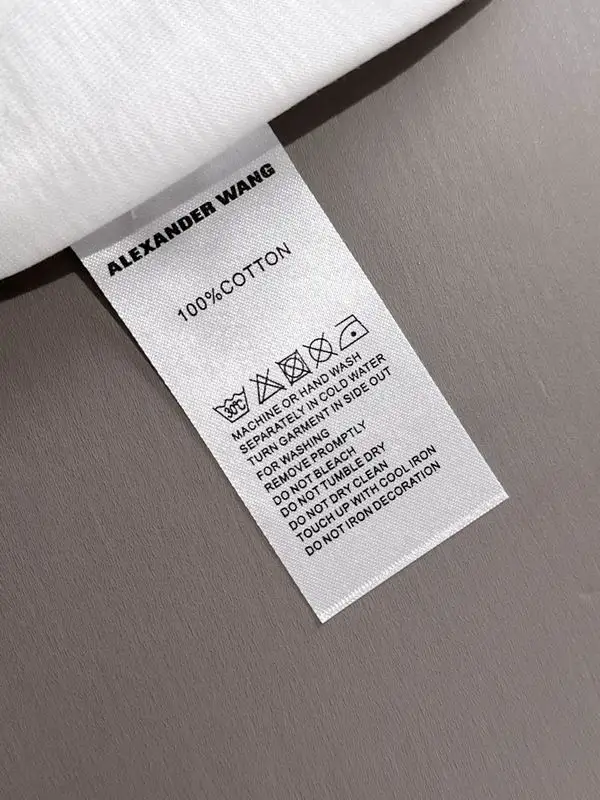 ALEXANDER WANG
100%COTTON
30℃
MACHINE OR HAND WASH
SEPARATELY IN COLD WATER
TURN GARMENT IN SIDE OUT
FOR WASHING
REMOVE PROMPTLY
DO NOT BLEACH
DO NOT TUMBLE DRY
DO NOT DRY CLEAN
TOUCH UP WITH COOL IRON
DO NOT IRON DECORATION